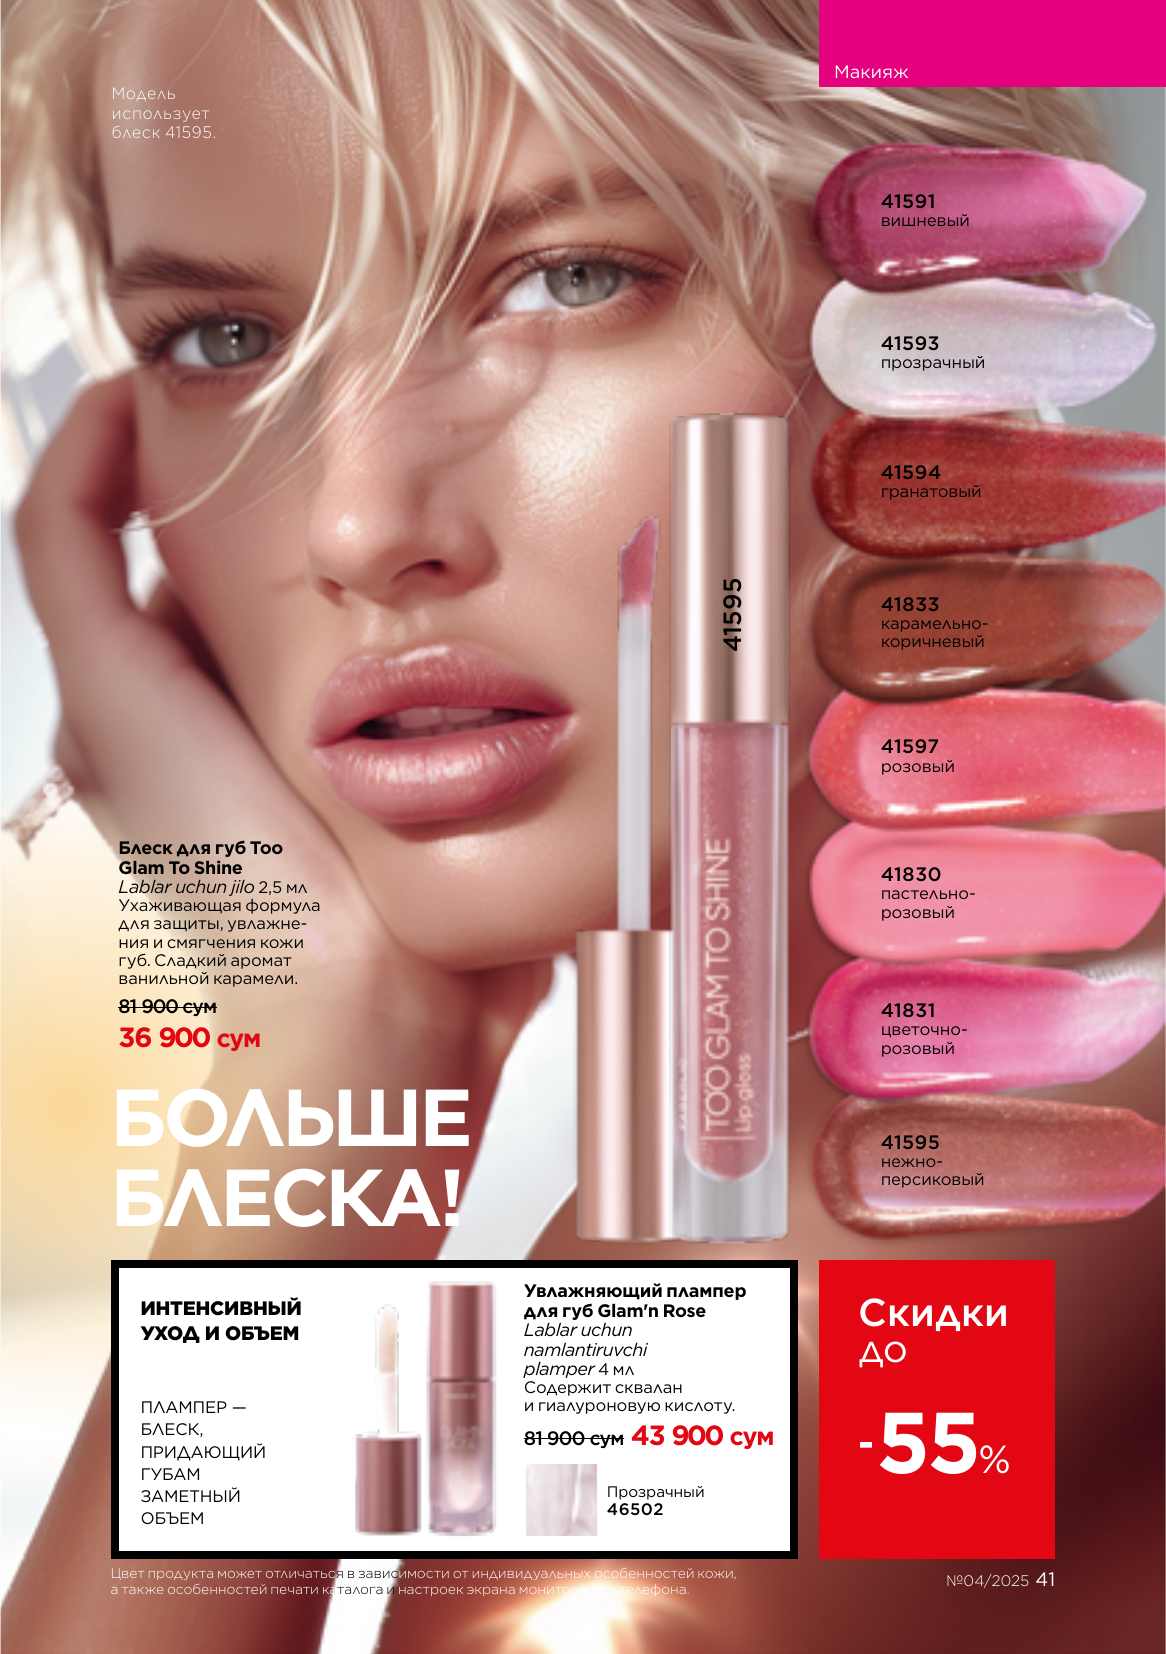 Макияж
Модель
использует
блеск 41595.
41591
вишневый
41593
прозрачный
41594
гранатовый
41833
карамельно-
коричневый
41597
розовый
41830
пастельно-
розовый
41831
цветочно-
розовый
41595
нежно-
персиковый
41595
TOO GLAM TO SHINE
Lip gloss
Блеск для губ Too
Glam To Shine
Lablar uchun jilo 2,5 мл
Ухаживающая формула
для защиты, увлажне-
ния и смягчения кожи
губ. Сладкий аромат
ванильной карамели.
81 900 сум
36 900 сум
БОЛЬШЕ
БЛЕСКА!
ИНТЕНСИВНЫЙ
УХОД И ОБЪЕМ
ПЛАМПЕР —
БЛЕСК,
ПРИДАЮЩИЙ
ГУБАМ
ЗАМЕТНЫЙ
ОБЪЕМ
Увлажняющий плампер
для губ Glam'n Rose
Lablar uchun
namlantiruvchi
plamper 4 мл
Содержит сквалан
и гиалуроновую кислоту.
81 900 сум 43 900 сум
Прозрачный
46502
Скидки
до
-55%
Цвет продукта может отличаться в зависимости от индивидуальных особенностей кожи,
а также особенностей печати каталога и настроек экрана монитора телефона.
№04/2025 41